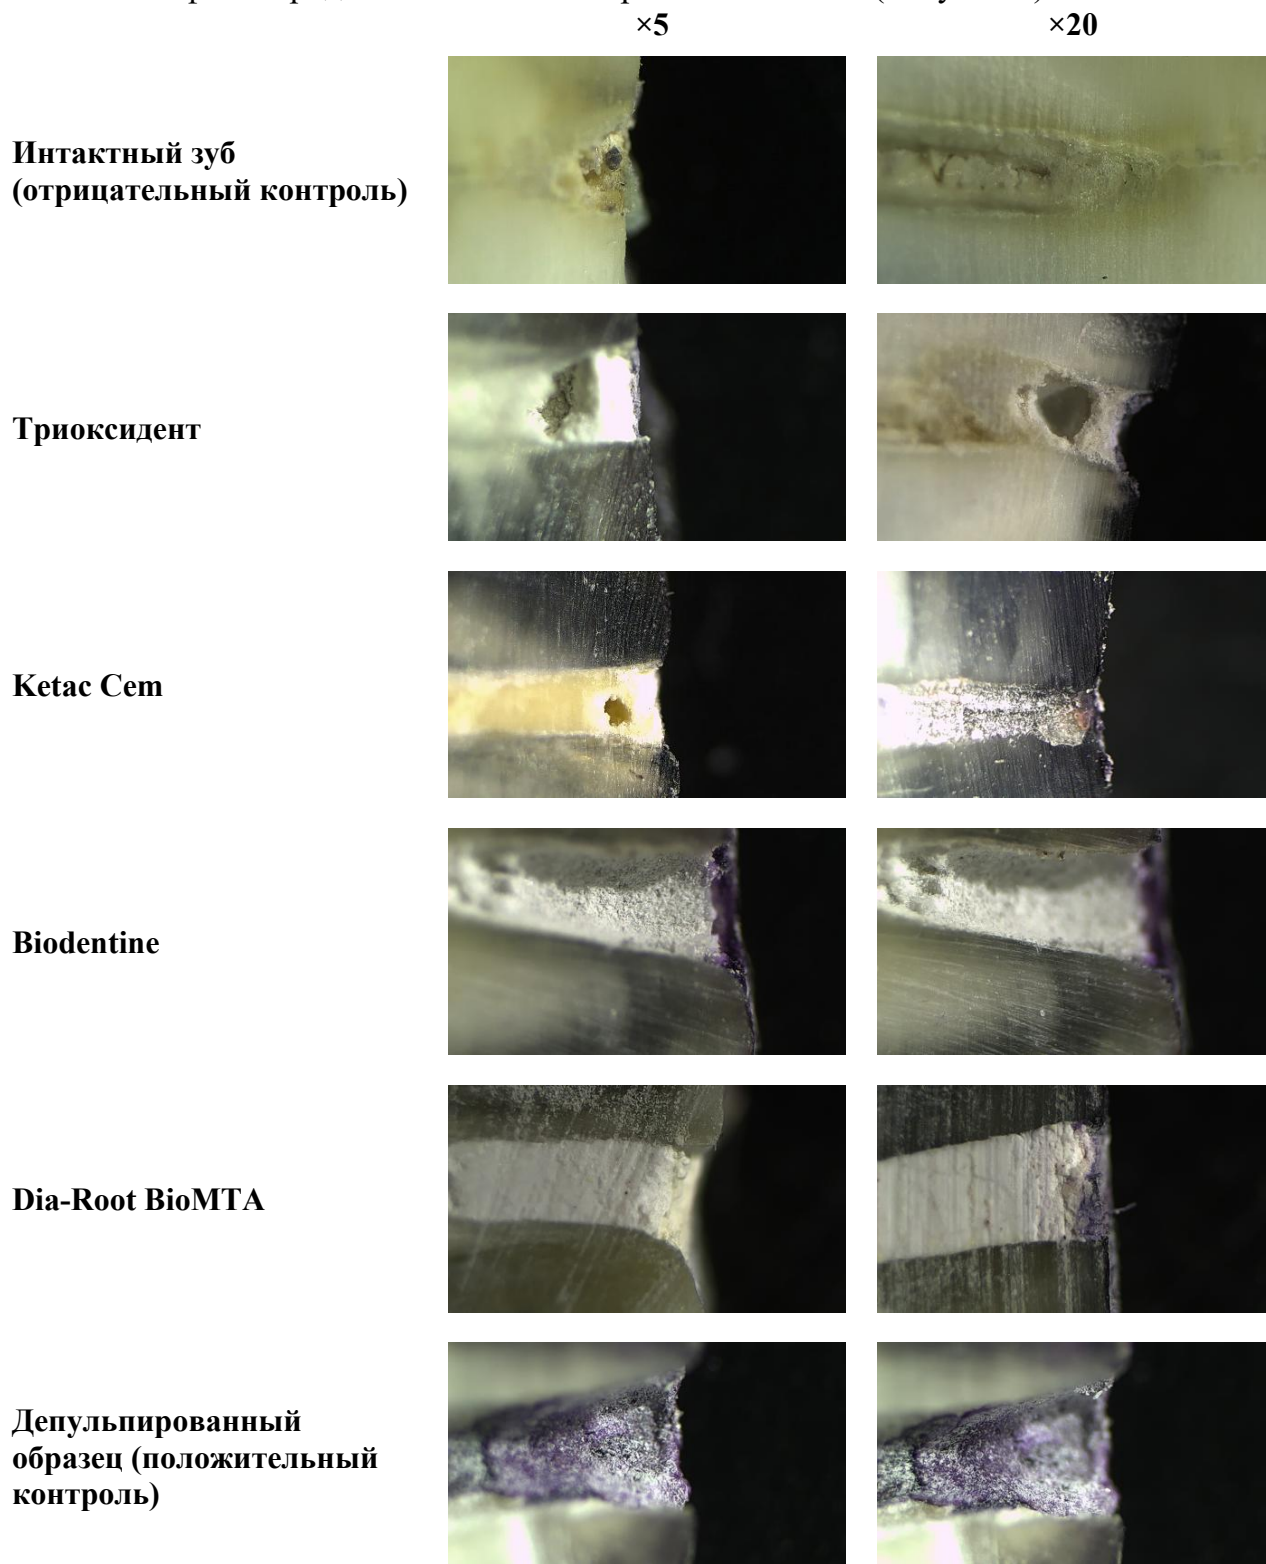 ×5 ×20
Интактный зуб
(отрицательный контроль)
Триоксидент
Ketac Cem
Biodentine
Dia-Root BioMTA
Депульпированный
образец (положительный
контроль)